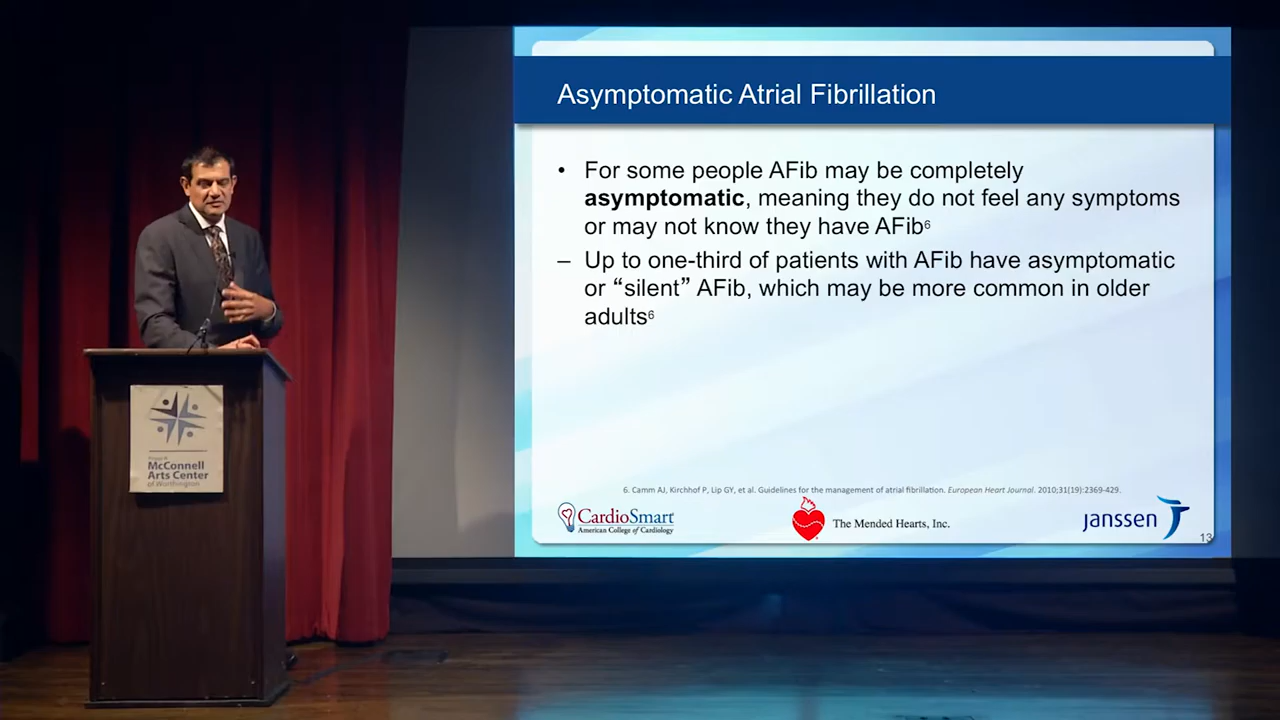 Asymptomatic Atrial Fibrillation
• For some people AFib may be completely
asymptomatic, meaning they do not feel any symptoms
or may not know they have AFib6
– Up to one-third of patients with AFib have asymptomatic
or “silent” AFib, which may be more common in older
adults6
6. Camm AJ, Kirchhof P, Lip GY, et al. Guidelines for the management of atrial fibrillation. European Heart Journal. 2010;31(19):2369-429.
CardioSmart
American College of Cardiology
The Mended Hearts, Inc.
janssen
13
McConnell
Arts Center
of Worthington